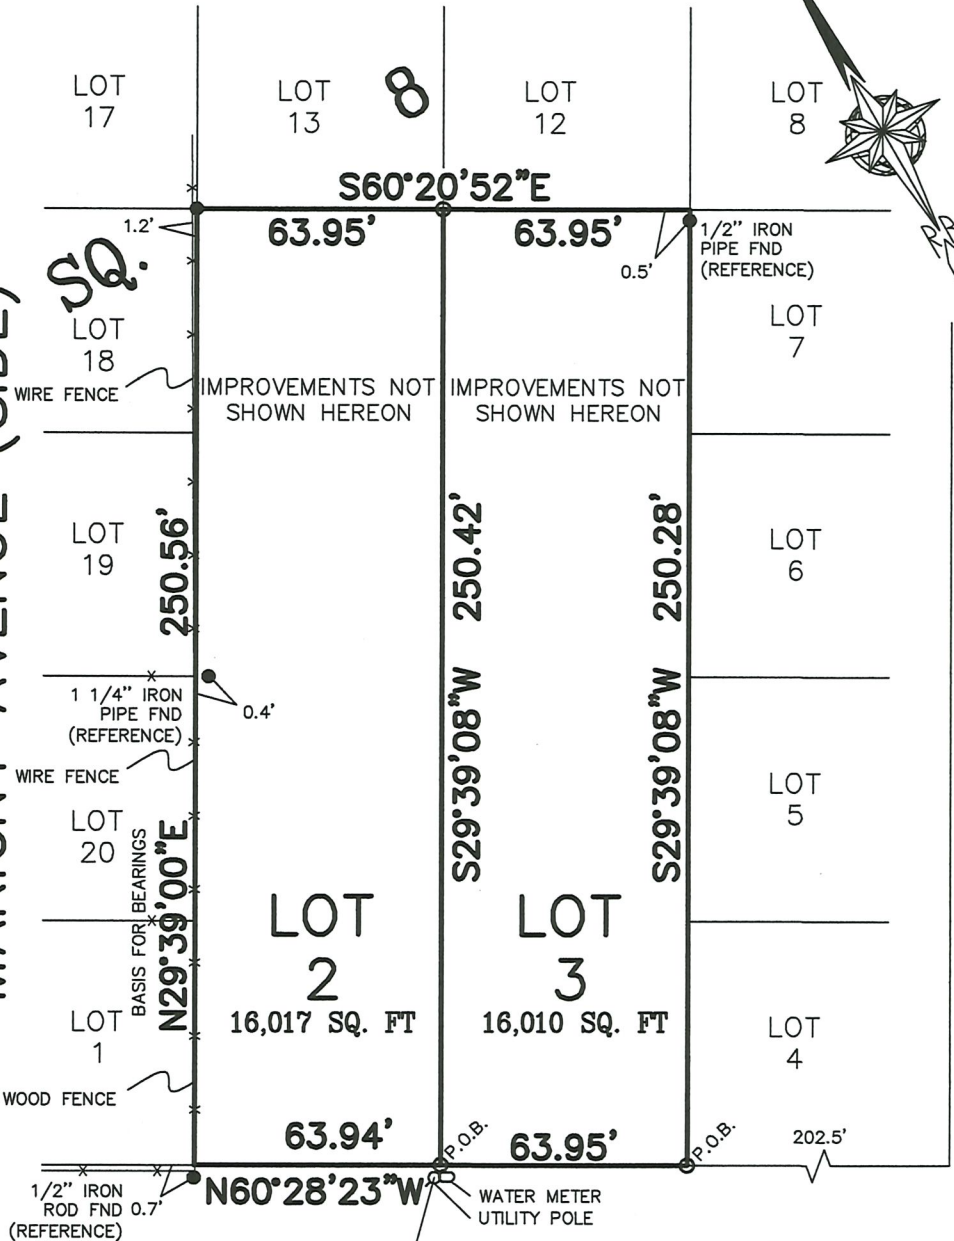 LOT
17
LOT
13
8
LOT
12
LOT
8
S60°20'52"E
63.95'
63.95'
1.2'
0.5'
1/2" IRON
PIPE FND
(REFERENCE)
SQ.
LOT
18
LOT
7
WIRE FENCE
IMPROVEMENTS NOT
SHOWN HEREON
IMPROVEMENTS NOT
SHOWN HEREON
LOT
19
250.56'
250.42'
250.28'
LOT
6
1 1/4" IRON
PIPE FND
(REFERENCE)
0.4'
WIRE FENCE
S29°39'08"W
S29°39'08"W
LOT
5
LOT
20
BASIS FOR BEARINGS
N29°39'00"E
LOT
2
16,017 SQ. FT
LOT
3
16,010 SQ. FT
LOT
1
LOT
4
WOOD FENCE
63.94'
P.O.B.
63.95'
P.O.B.
202.5'
1/2" IRON
ROD FND
(REFERENCE)
0.7'
N60°28'23"W
WATER METER
UTILITY POLE